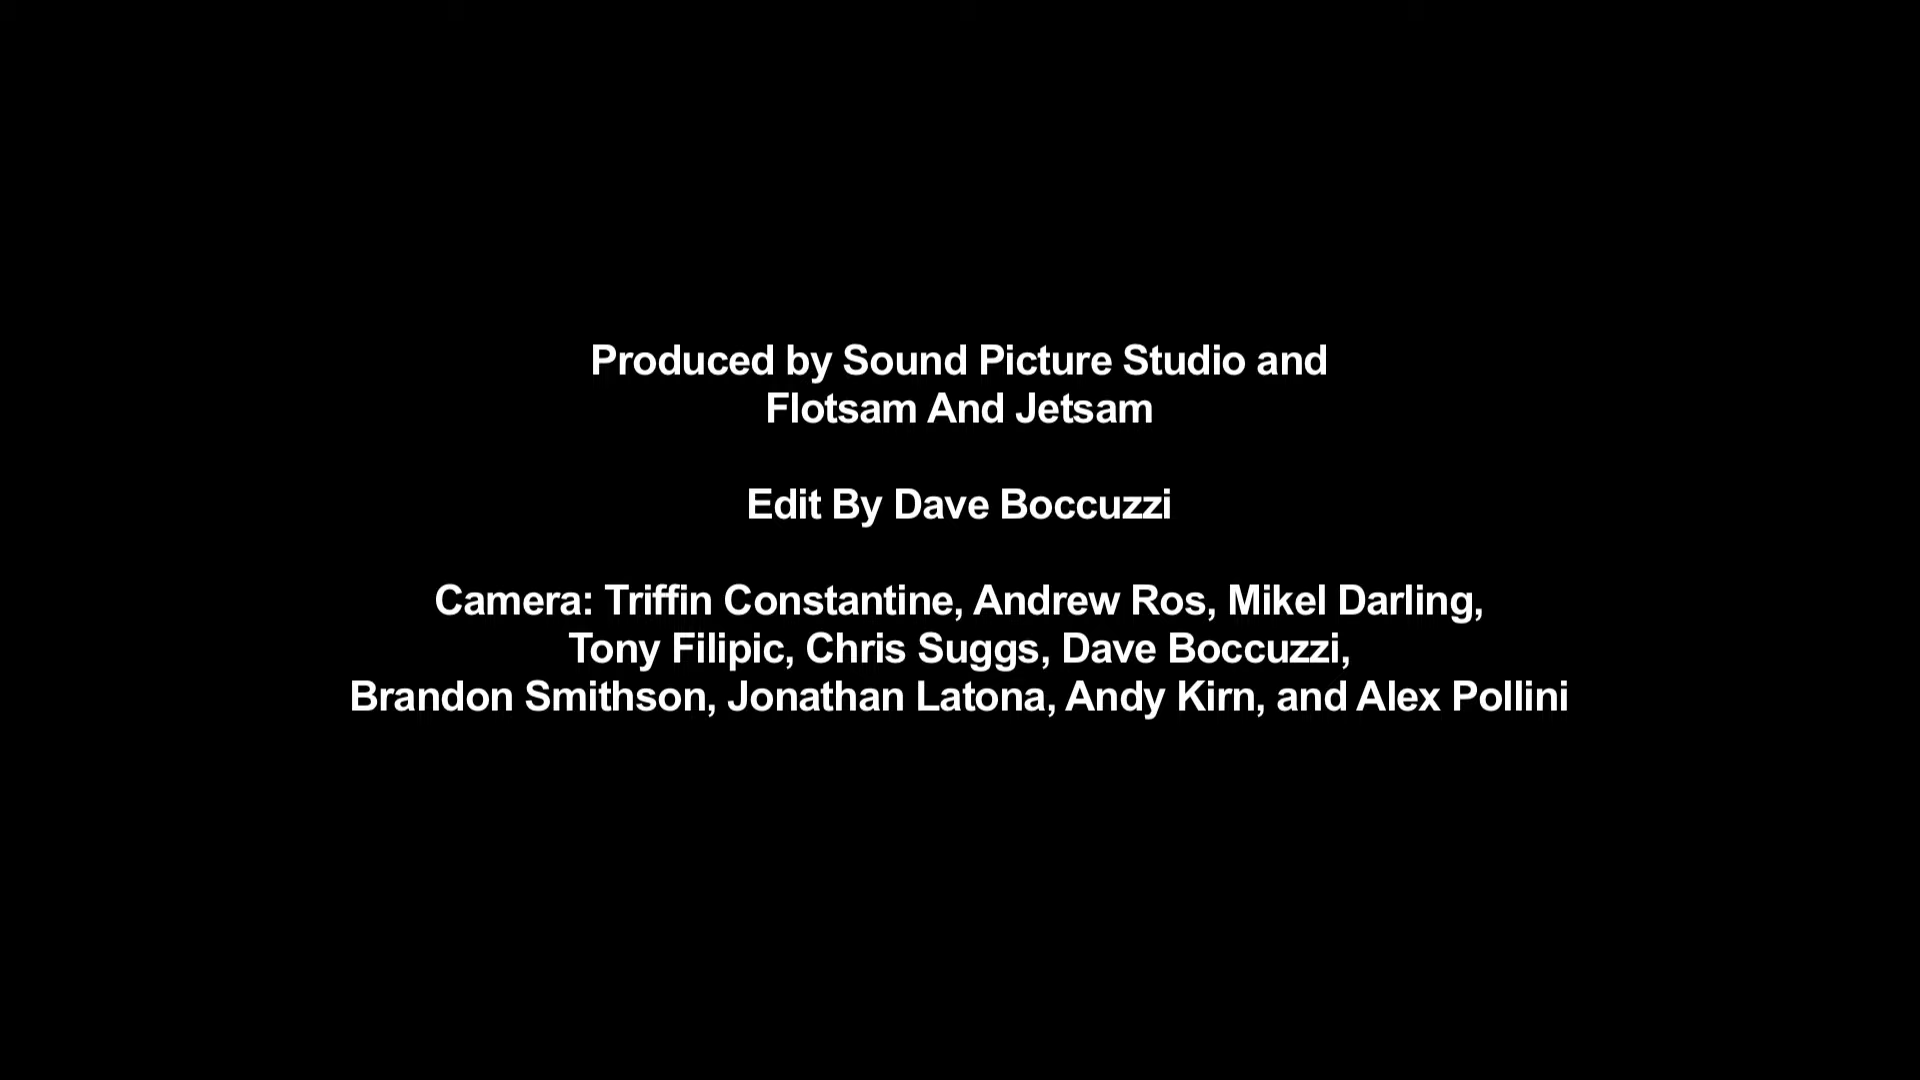 Produced by Sound Picture Studio and
Flotsam And Jetsam
Edit By Dave Boccuzzi
Camera: Triffin Constantine, Andrew Ros, Mikel Darling,
Tony Filipic, Chris Suggs, Dave Boccuzzi,
Brandon Smithson, Jonathan Latona, Andy Kirn, and Alex Pollini